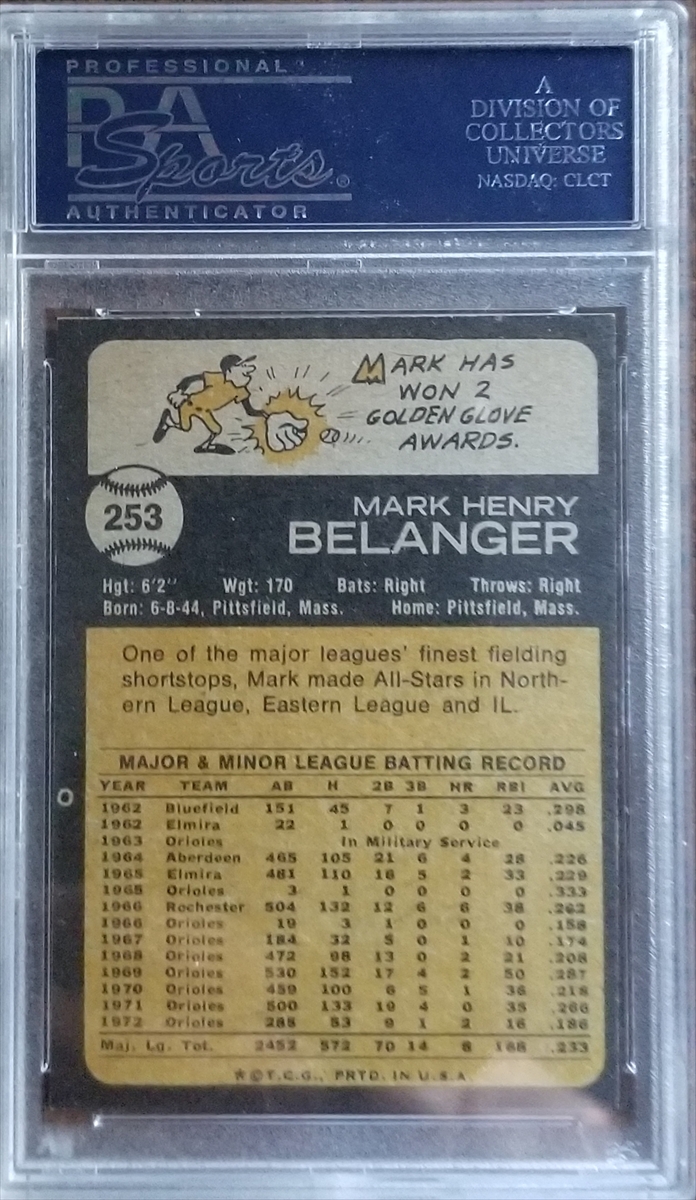 PROFESSIONAL
PSA
Sports®
AUTHENTICATOR
A
DIVISION OF
COLLECTORS
UNIVERSE
NASDAQ: CLCT
MARK HAS
WON 2
GOLDEN GLOVE
AWARDS.
253
MARK HENRY
BELANGER
Hgt: 6'2" Wgt: 170 Bats: Right Throws: Right
Born: 6-8-44, Pittsfield, Mass. Home: Pittsfield, Mass.
One of the major leagues' finest fielding
shortstops, Mark made All-Stars in North-
ern League, Eastern League and IL.
MAJOR & MINOR LEAGUE BATTING RECORD
YEAR TEAM AB H 2B 3B HR RBI AVG
1962 Bluefield 151 45 7 1 3 23 .298
1962 Elmira 22 1 0 0 0 0 .045
1963 Orioles In Military Service
1964 Aberdeen 465 105 21 6 4 28 .226
1965 Elmira 481 110 16 5 2 33 .229
1965 Orioles 3 1 0 0 0 0 .333
1966 Rochester 504 132 12 6 6 38 .262
1966 Orioles 19 3 1 0 0 0 .158
1967 Orioles 184 32 5 0 1 10 .174
1968 Orioles 472 98 13 0 2 21 .208
1969 Orioles 530 152 17 4 2 50 .287
1970 Orioles 459 100 6 5 1 36 .218
1971 Orioles 500 133 19 4 0 35 .266
1972 Orioles 285 53 9 1 2 16 .186
Maj. Lg. Tot. 2452 572 70 14 8 168 .233
★©T.C.G., PRTD. IN U.S.A.